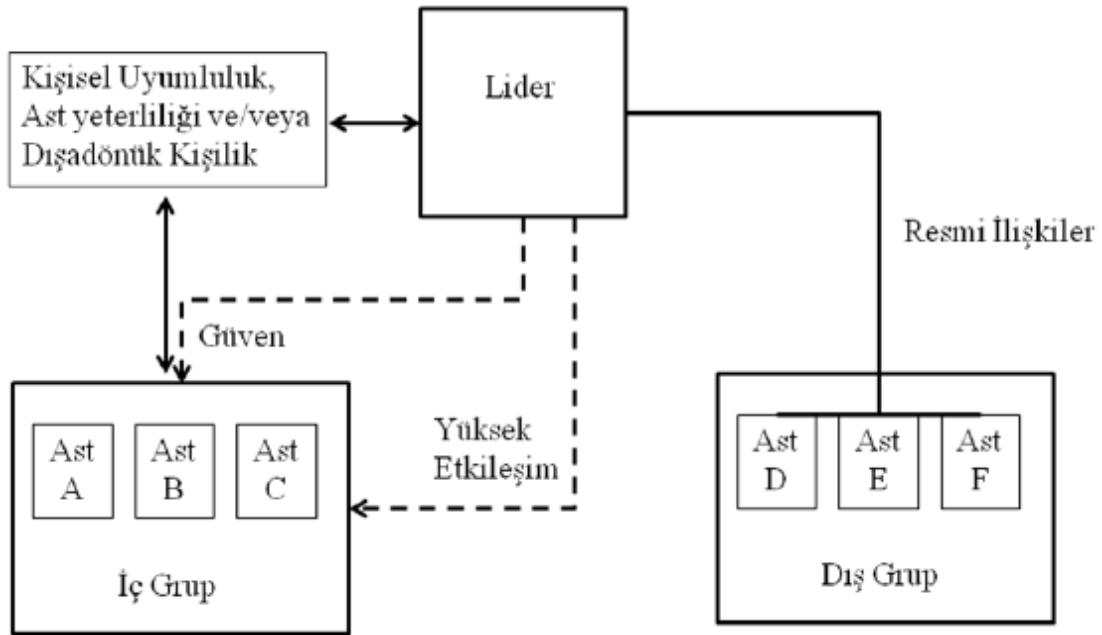 Kişisel Uyumluluk,
Ast yeterliliği ve/veya
Dışadönük Kişilik
Lider
Resmi İlişkiler
Güven
Yüksek
Etkileşim
Ast
A
Ast
B
Ast
C
İç Grup
Ast
D
Ast
E
Ast
F
Dış Grup